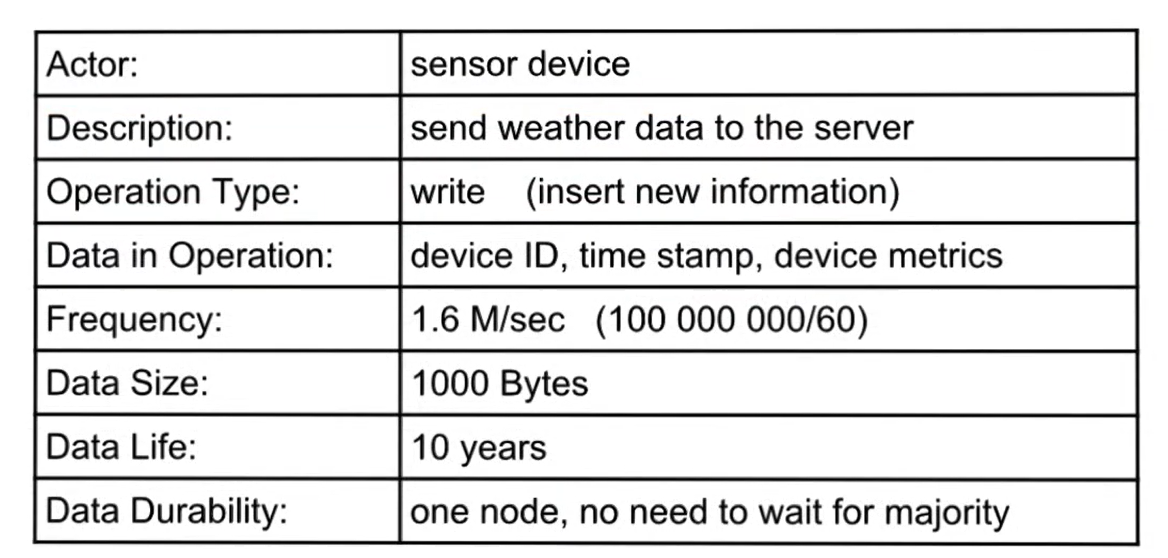 Actor: sensor device
Description: send weather data to the server
Operation Type: write (insert new information)
Data in Operation: device ID, time stamp, device metrics
Frequency: 1.6 M/sec (100 000 000/60)
Data Size: 1000 Bytes
Data Life: 10 years
Data Durability: one node, no need to wait for majority